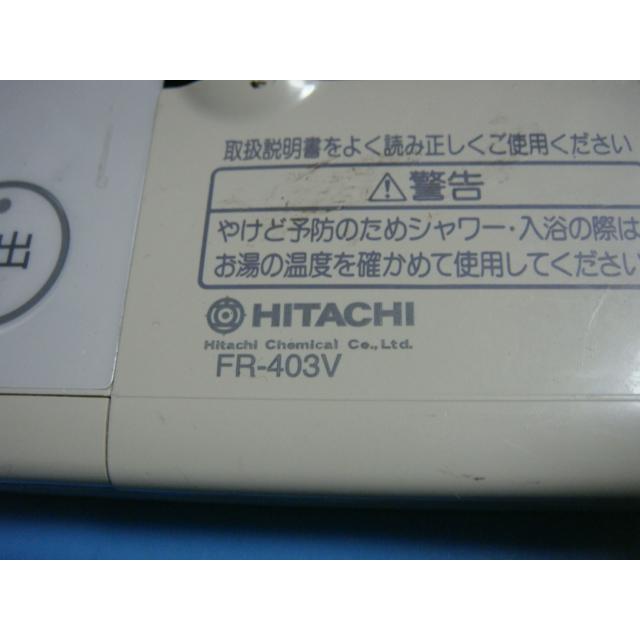 取扱説明書をよく読み正しくご使用ください
警告
やけど予防のためシャワー・入浴の際は
お湯の温度を確かめて使用してください
出
HITACHI
Hitachi Chemical Co.,Ltd.
FR-403V